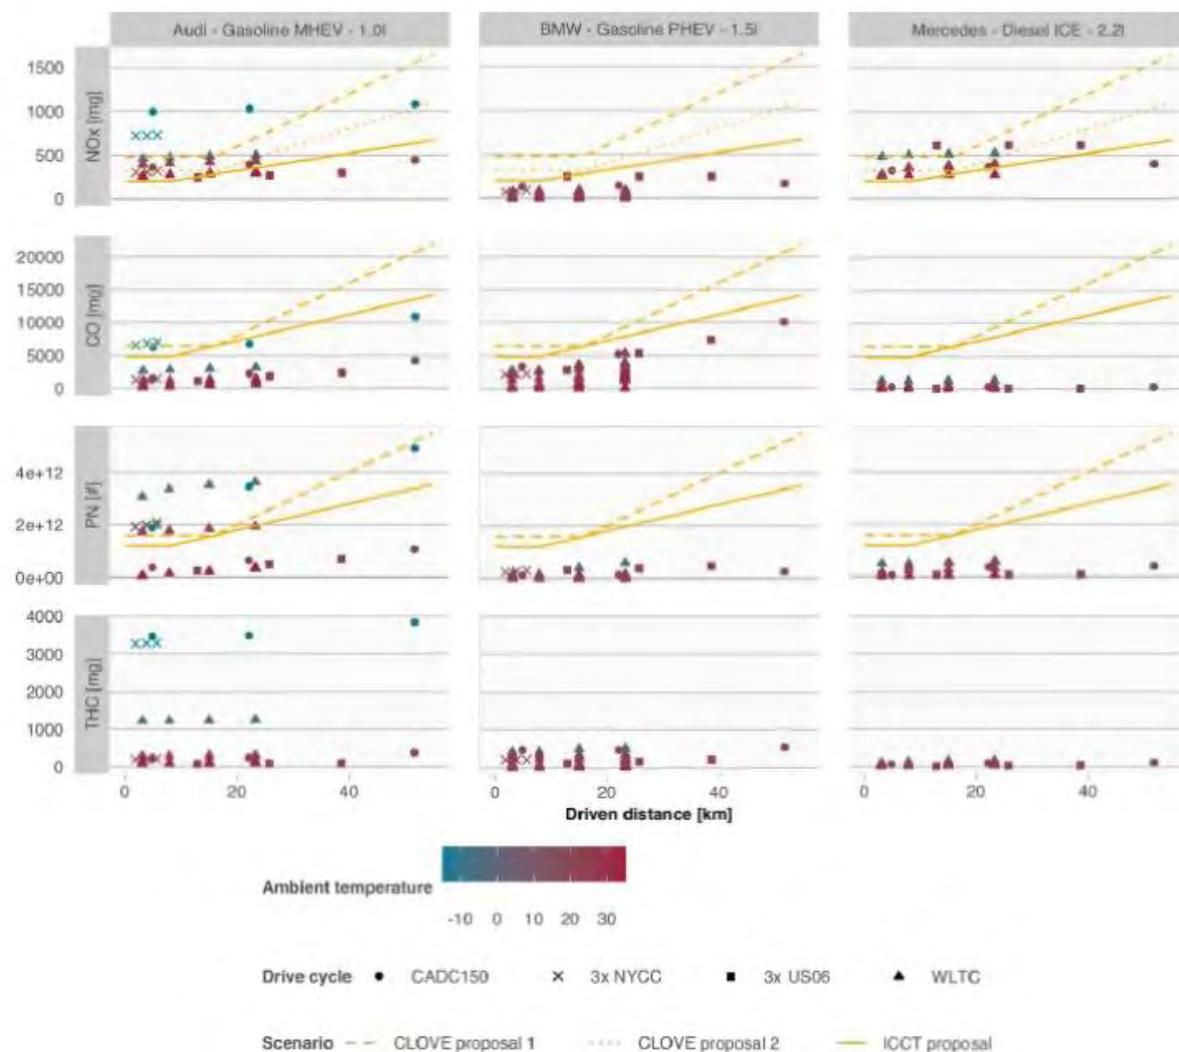 Audi - Gasoline MHEV - 1.0l
BMW - Gasoline PHEV - 1.5l
Mercedes - Diesel ICE - 2.2l
NOx [mg]
1500
1000
500
0
CO [mg]
20000
15000
10000
5000
0
PN [#]
4e+12
2e+12
0e+00
THC [mg]
4000
3000
2000
1000
0
0 20 40
0 20 40
0 20 40
Driven distance [km]
Ambient temperature
-10 0 10 20 30
Drive cycle CADC150 3x NYCC 3x US06 WLTC
Scenario CLOVE proposal 1 CLOVE proposal 2 ICCT proposal